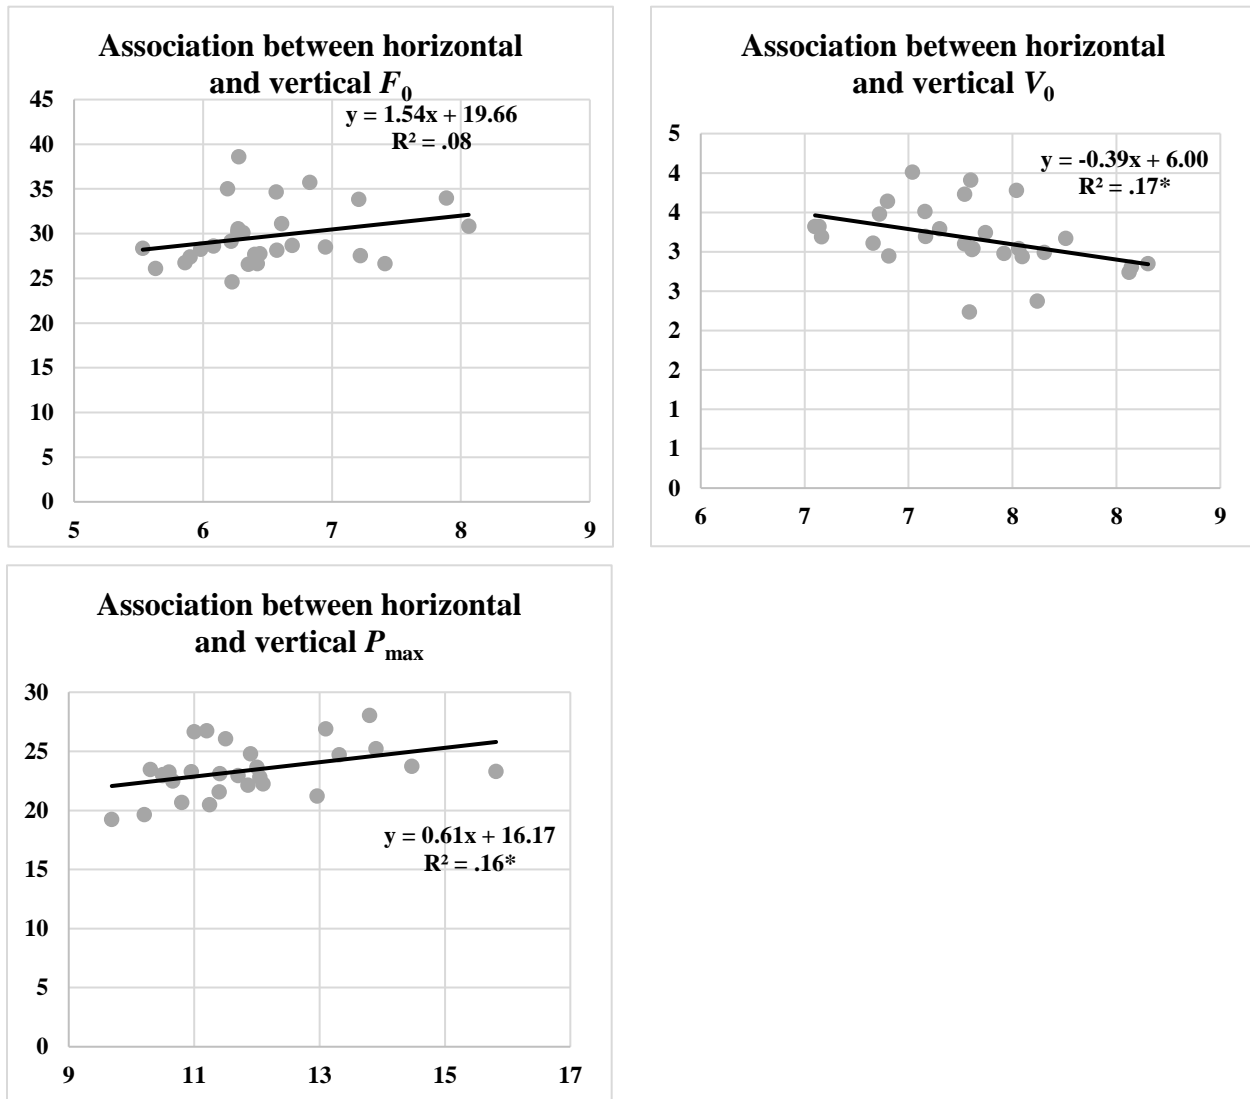 Association between horizontal
and vertical F₀
y = 1.54x + 19.66
R² = .08
45
40
35
30
25
20
15
10
5
0
5 6 7 8 9
Association between horizontal
and vertical V₀
y = -0.39x + 6.00
R² = .17*
5
4
4
3
3
2
2
1
1
0
6 7 7 8 8 9
Association between horizontal
and vertical Pmax
30
25
20
15
10
5
0
y = 0.61x + 16.17
R² = .16*
9 11 13 15 17